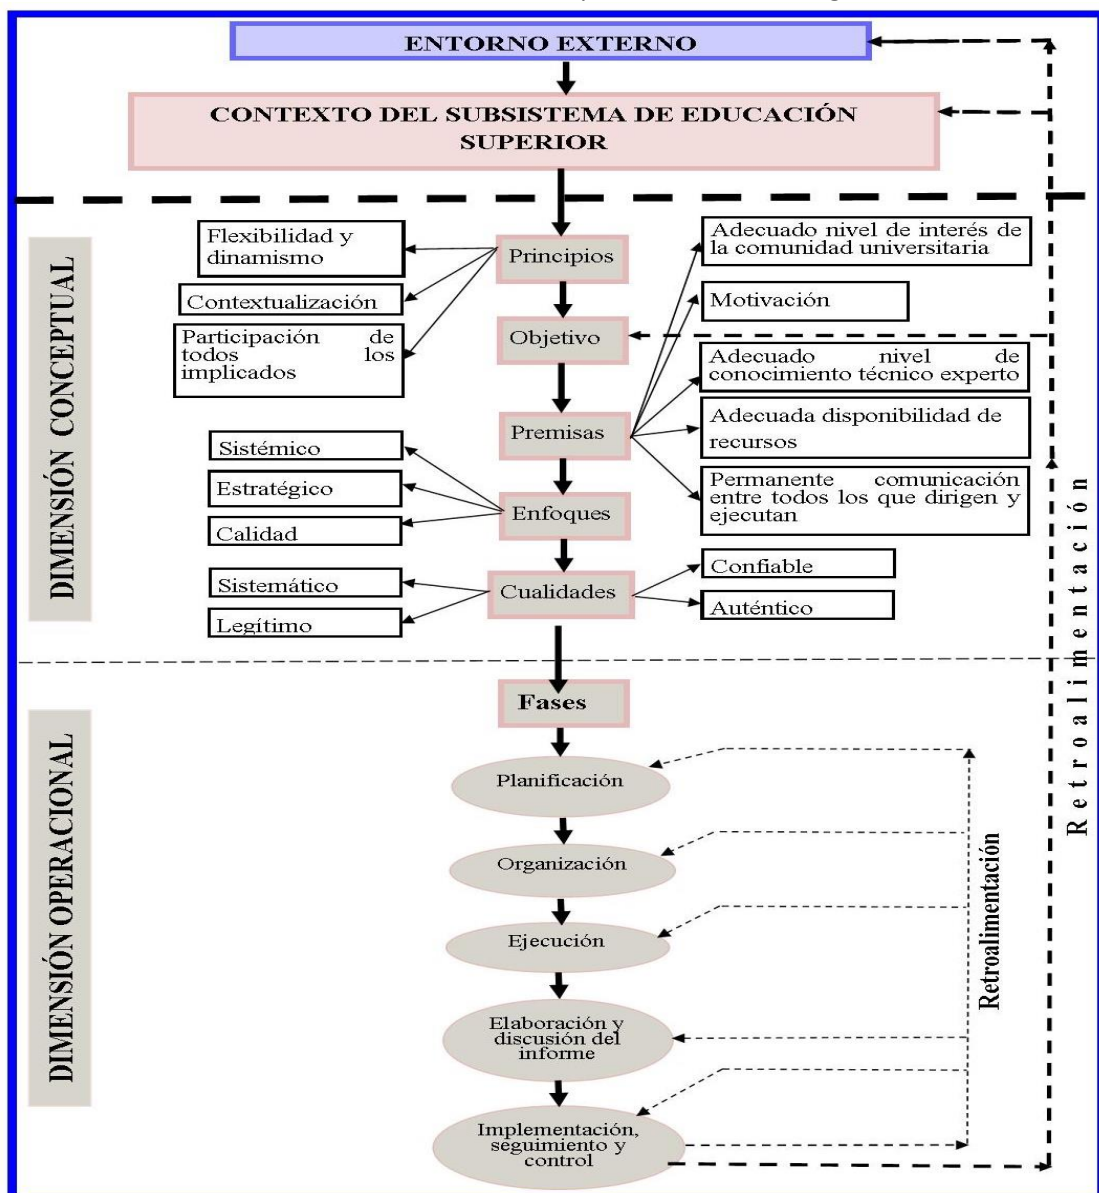 ENTORNO EXTERNO
CONTEXTO DEL SUBSISTEMA DE EDUCACIÓN
SUPERIOR
DIMENSIÓN CONCEPTUAL
Flexibilidad y
dinamismo
Contextualización
Participación de
todos los
implicados
Principios
Adecuado nivel de interés de
la comunidad universitaria
Motivación
Objetivo
Adecuado nivel de
conocimiento técnico experto
Premisas
Adecuada disponibilidad de
recursos
Permanente comunicación
entre todos los que dirigen y
ejecutan
Sistémico
Estratégico
Calidad
Enfoques
Sistemático
Legítimo
Cualidades
Confiable
Auténtico
Retroalimentación
DIMENSIÓN OPERACIONAL
Fases
Planificación
Organización
Ejecución
Elaboración y
discusión del
informe
Implementación,
seguimiento y
control
Retroalimentación